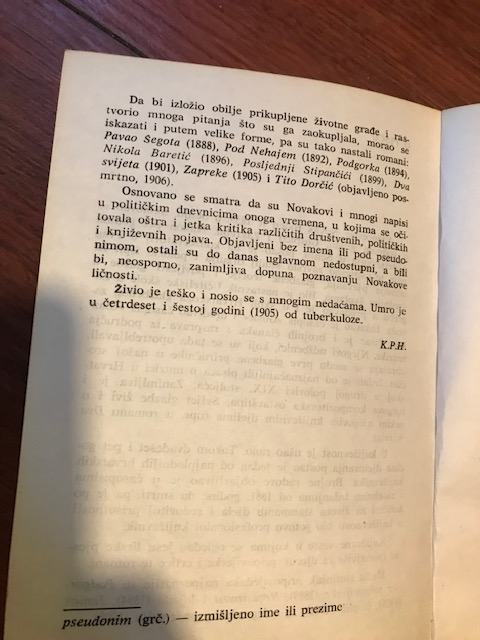 Da bi izložio obilje prikupljene životne građe i ras-
tvorio mnoga pitanja što su ga zaokupljala, morao se
iskazati i putem velike forme, pa su tako nastali romani:
Pavao Šegota (1888), Pod Nehajem (1892), Podgorka (1894),
Nikola Baretić (1896), Posljednji Stipančići (1899), Dva
svijeta (1901), Zapreke (1905) i Tito Dorčić (objavljeno pos-
mrtno, 1906).
Osnovano se smatra da su Novakovi i mnogi napisi
u političkim dnevnicima onoga vremena, u kojima se oči-
tovala oštra i jetka kritika različitih društvenih, političkih
i književnih pojava. Objavljeni bez imena ili pod pseudo-
nimom, ostali su do danas uglavnom nedostupni, a bili
bi, neosporno, zanimljiva dopuna poznavanju Novakove
ličnosti.
Živio je teško i nosio se s mnogim nedaćama. Umro je
u četrdeset i šestoj godini (1905) od tuberkuloze.
K.P.H.
pseudonim (grč.) — izmišljeno ime ili prezime